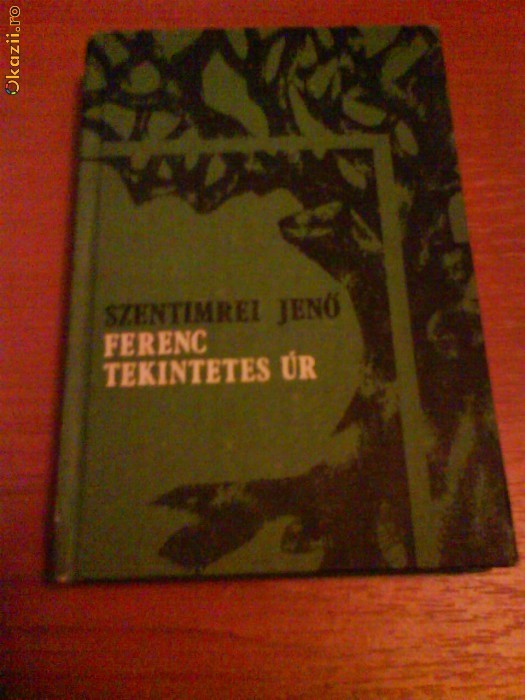 Okazii.ro
SZENTIMREI JENŐ
FERENC
TEKINTETES ÚR